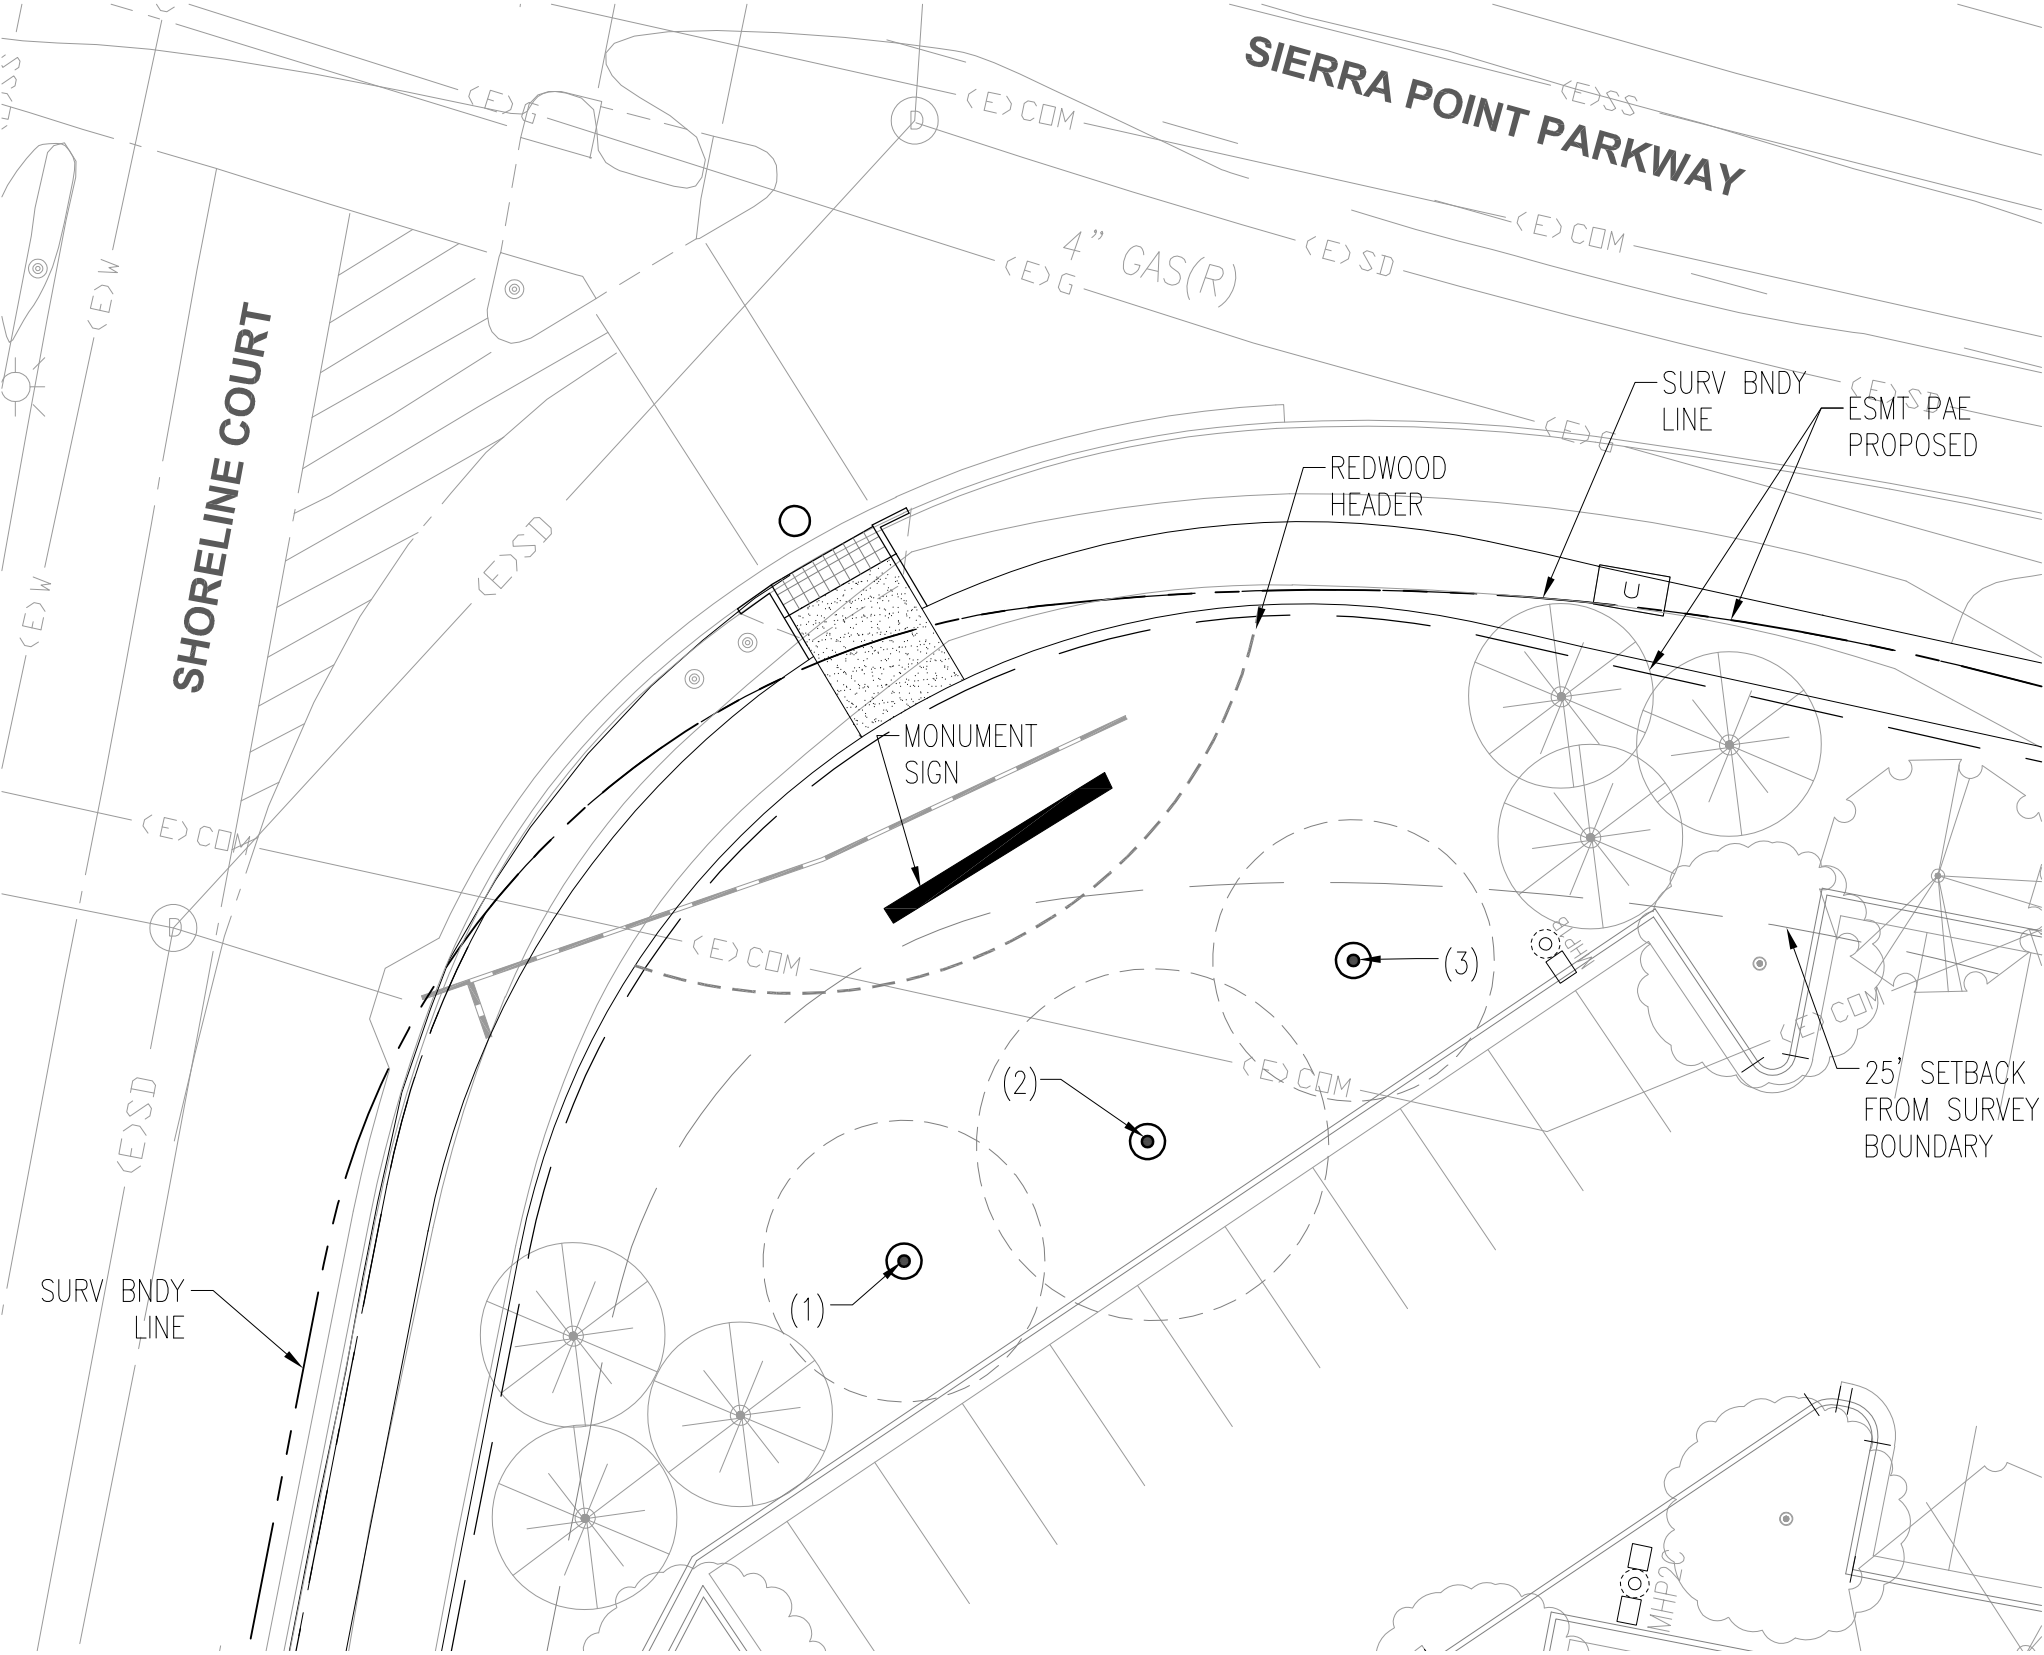 SIERRA POINT PARKWAY
(E)SS
(E)G
(E)COM
D
(E)COM
4" GAS(R)
(E)SD
(E)G
(E)W
SHORELINE COURT
SURV BNDY
LINE
(E)SD
ESMT PAE
PROPOSED
(E)G
REDWOOD
HEADER
(E)SD
U
(E)W
MONUMENT
SIGN
(E)COM
D
(E)COM
(3)
(E)COM
(2)
(E)COM
25' SETBACK
FROM SURVEY
BOUNDARY
(E)SD
SURV BNDY
LINE
(1)
MHP2C